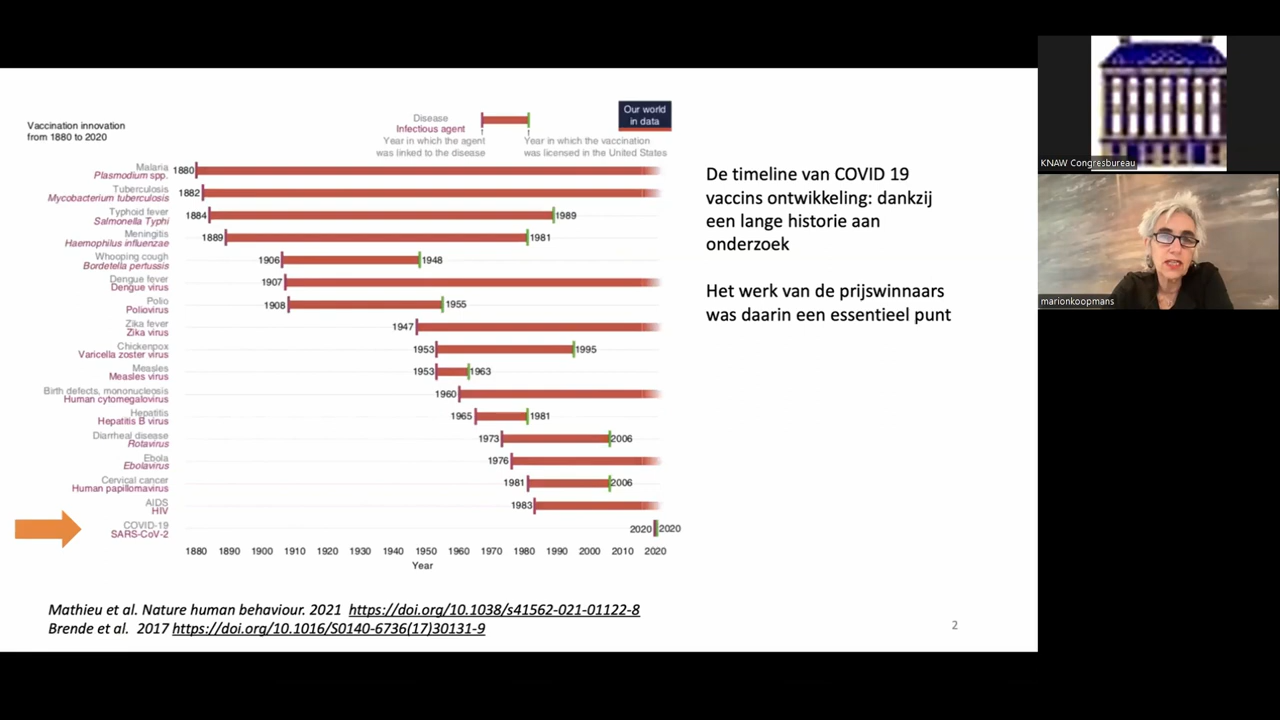 Vaccination innovation
from 1880 to 2020
Disease
Infectious agent
Year in which the agent
was linked to the disease
Year in which the vaccination
was licensed in the United States
Our world
in data
Malaria
Plasmodium spp.
1880
Tuberculosis
Mycobacterium tuberculosis
1882
Typhoid fever
Salmonella Typhi
1884
1989
Meningitis
Haemophilus influenzae
1889
1981
Whooping cough
Bordetella pertussis
1906
1948
Dengue fever
Dengue virus
1907
Polio
Poliovirus
1908
1955
Zika fever
Zika virus
1947
Chickenpox
Varicella zoster virus
1953
1995
Measles
Measles virus
1953
1963
Birth defects, mononucleosis
Human cytomegalovirus
1960
Hepatitis
Hepatitis B virus
1965
1981
Diarrheal disease
Rotavirus
1973
2006
Ebola
Ebolavirus
1976
Cervical cancer
Human papillomavirus
1981
2006
AIDS
HIV
1983
COVID-19
SARS-CoV-2
2020
2020
1880 1890 1900 1910 1920 1930 1940 1950 1960 1970 1980 1990 2000 2010 2020
Year
De timeline van COVID 19
vaccins ontwikkeling: dankzij
een lange historie aan
onderzoek
Het werk van de prijswinnaars
was daarin een essentieel punt
Mathieu et al. Nature human behaviour. 2021 https://doi.org/10.1038/s41562-021-01122-8
Brende et al. 2017 https://doi.org/10.1016/S0140-6736(17)30131-9
2
KNAW Congresbureau
marionkoopmans